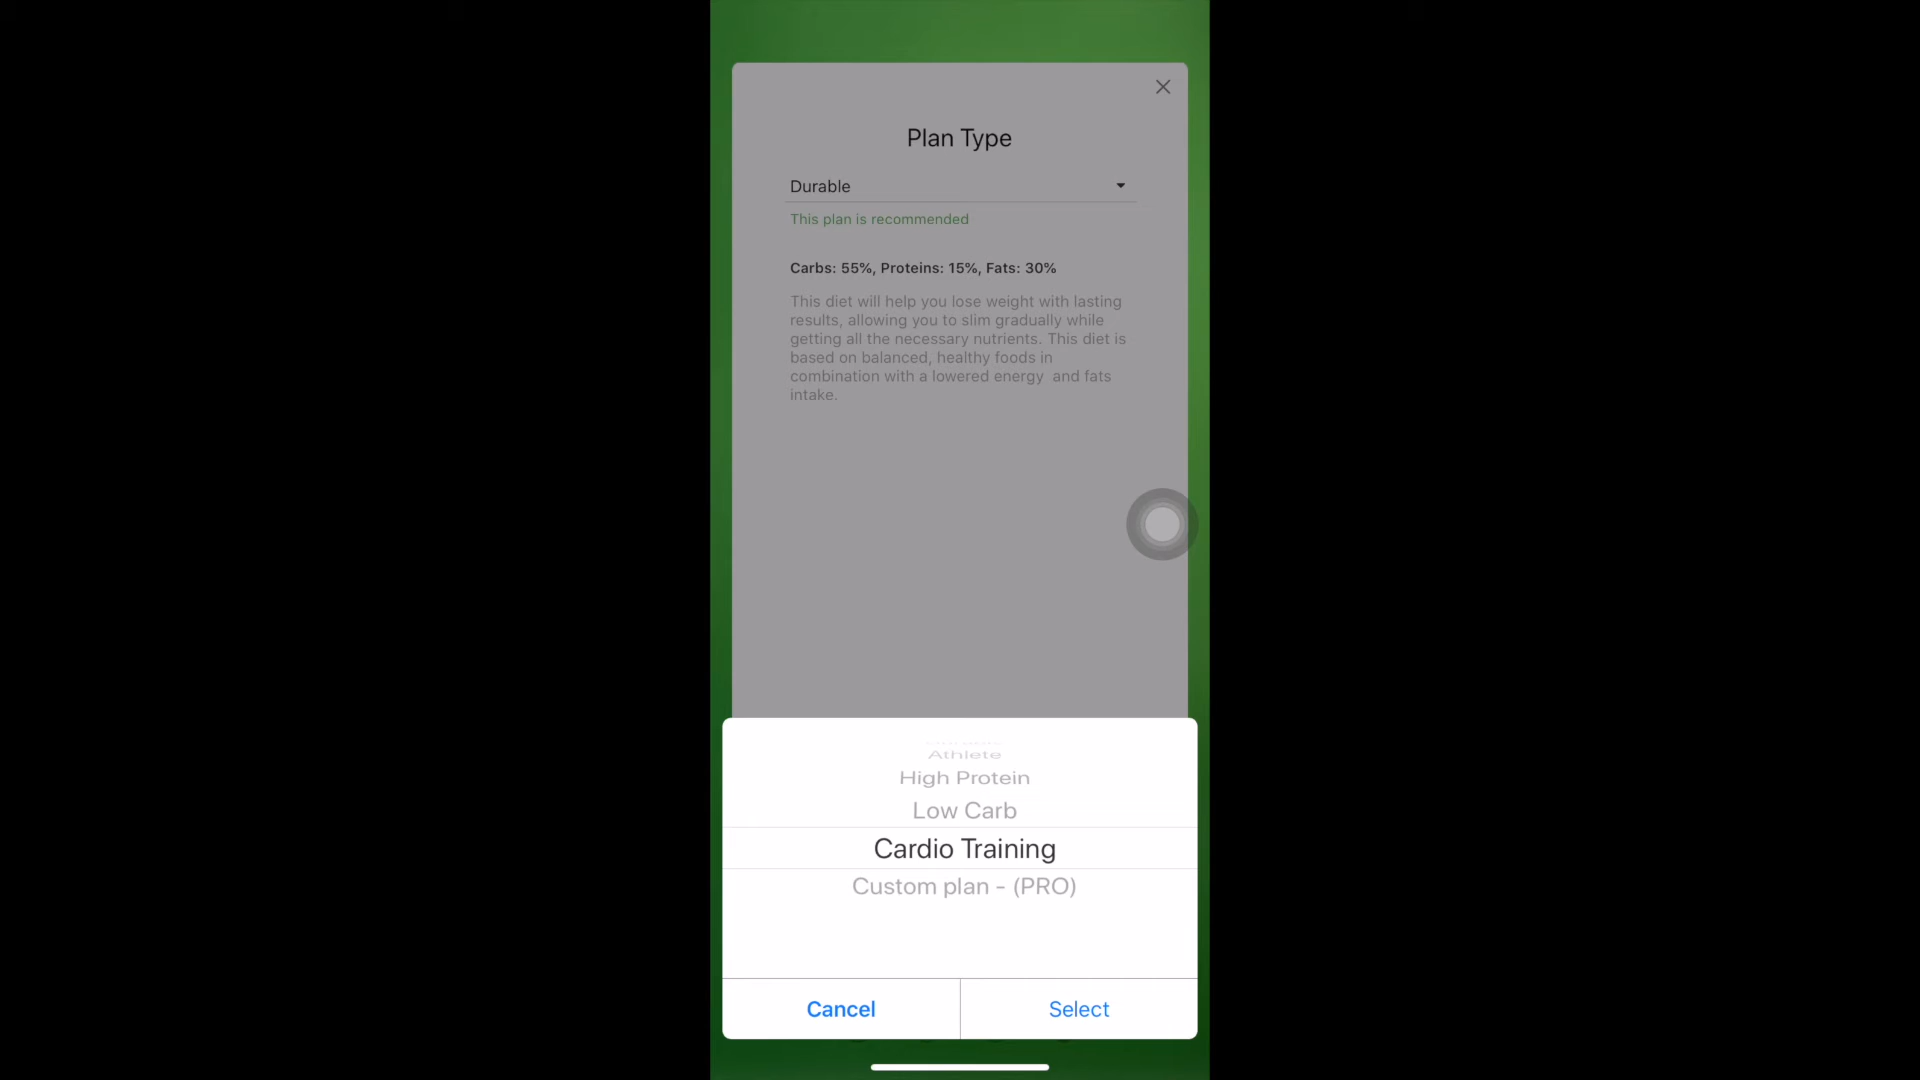 Plan Type
Durable
This plan is recommended
Carbs: 55%, Proteins: 15%, Fats: 30%
This diet will help you lose weight with lasting
results, allowing you to slim gradually while
getting all the necessary nutrients. This diet is
based on balanced, healthy foods in
combination with a lowered energy and fats
intake.
Athlete
High Protein
Low Carb
Cardio Training
Custom plan - (PRO)
Cancel
Select